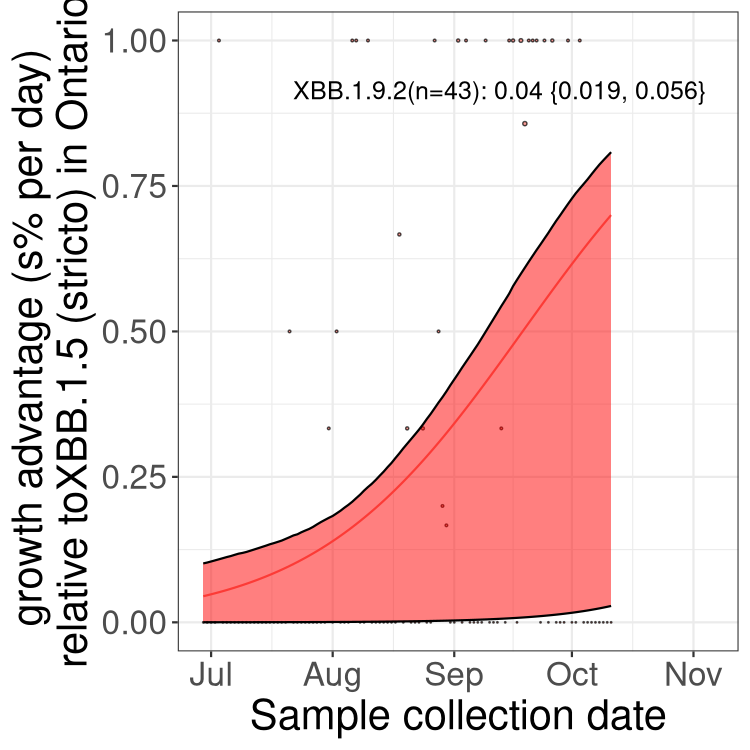 growth advantage (s% per day)
relative toXBB.1.5 (stricto) in Ontario
1.00
XBB.1.9.2(n=43): 0.04 {0.019, 0.056}
0.75
0.50
0.25
0.00
Jul Aug Sep Oct Nov
Sample collection date